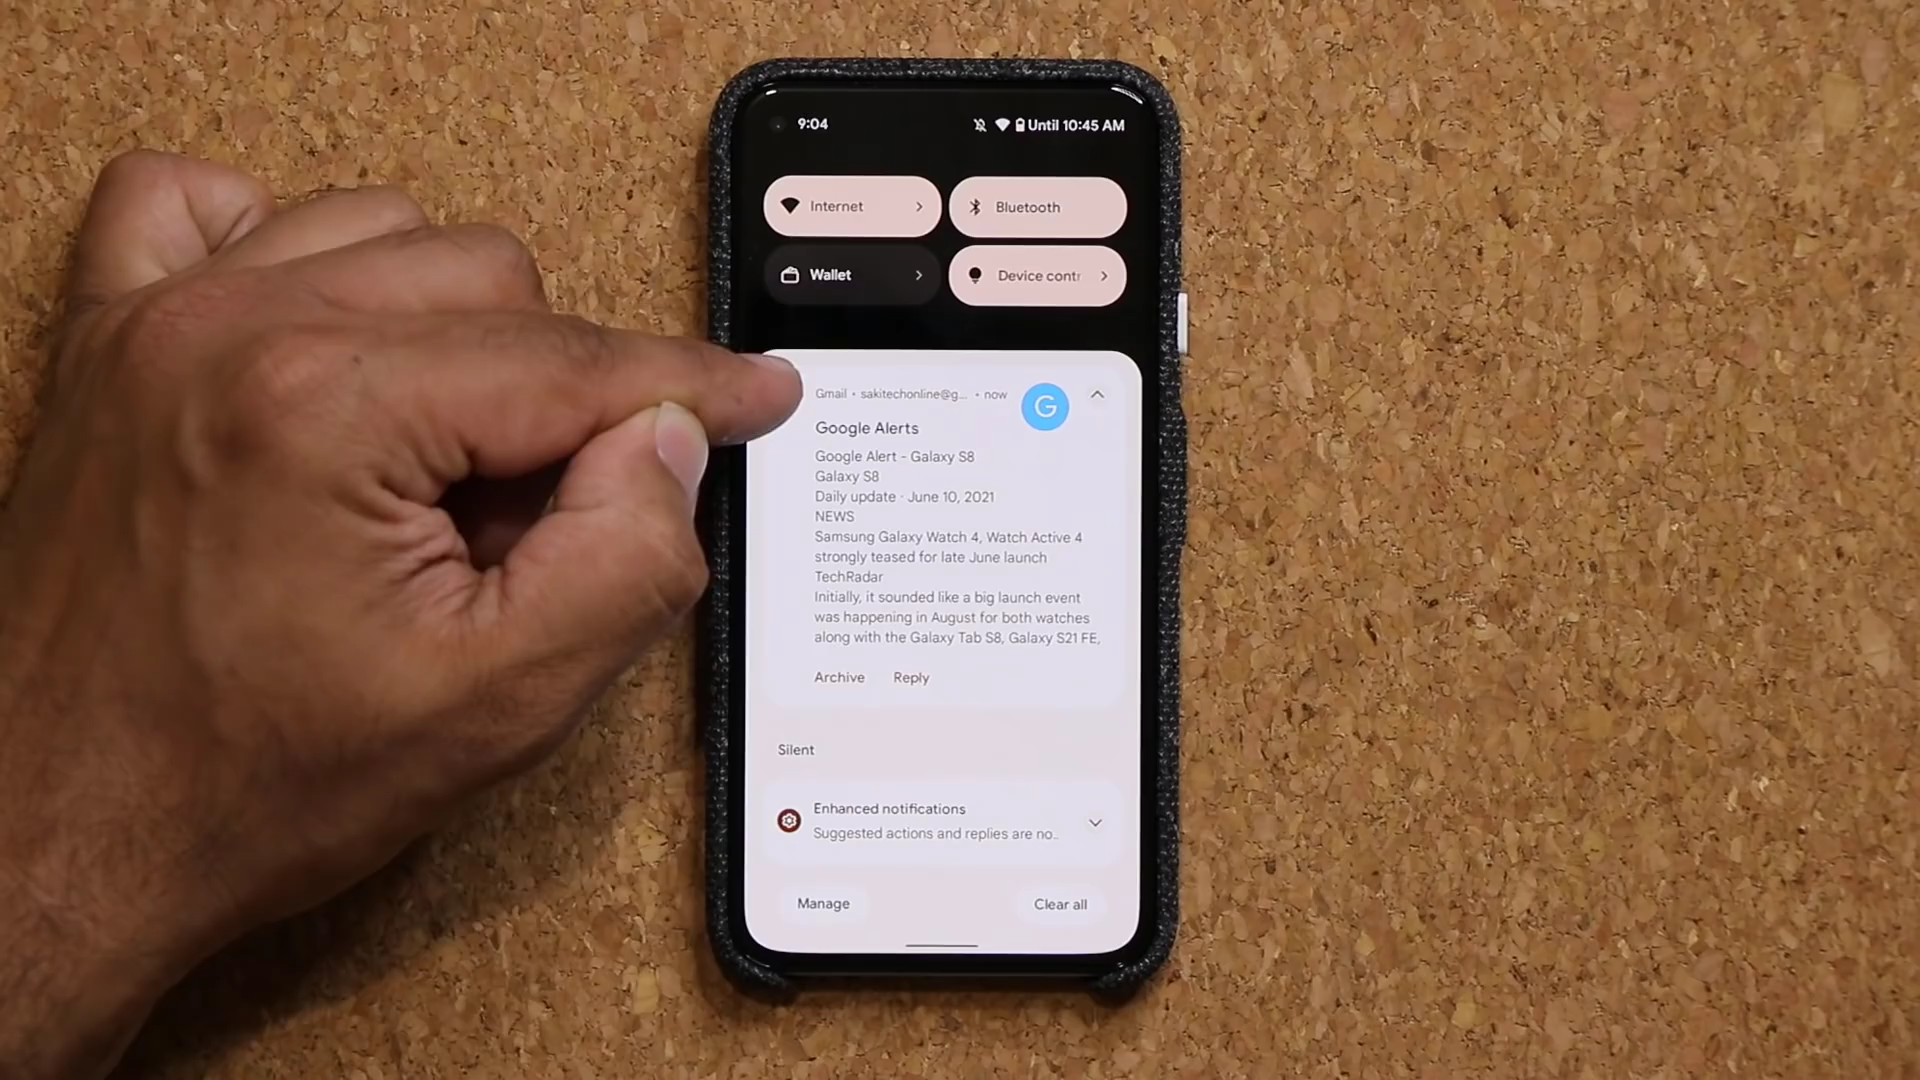 9:04 Until 10:45 AM
Internet Bluetooth
Wallet Device contr
Gmail • sakitechonline@g... • now
G
Google Alerts
Google Alert - Galaxy S8
Galaxy S8
Daily update · June 10, 2021
NEWS
Samsung Galaxy Watch 4, Watch Active 4
strongly teased for late June launch
TechRadar
Initially, it sounded like a big launch event
was happening in August for both watches
along with the Galaxy Tab S8, Galaxy S21 FE,
Archive Reply
Silent
Enhanced notifications
Suggested actions and replies are no..
Manage Clear all